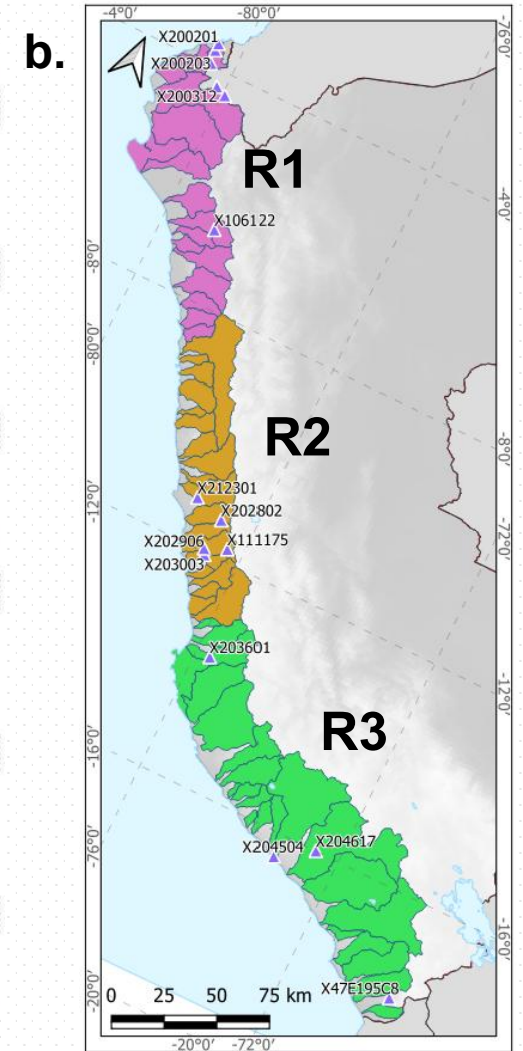 b.
-4°0' -80°0' -76°0'
X200201
X200203
X200312
R1
-4°0'
X106122
-8°0'
-80°0'
R2
-8°0'
X212301
-12°0'
X202802
X202906 X111175
X203003
-72°0'
X203601
-12°0'
R3
-16°0'
X204504 X204617
-76°0'
-16°0'
X47E195C8
-20°0'
0 25 50 75 km
-20°0' -72°0'